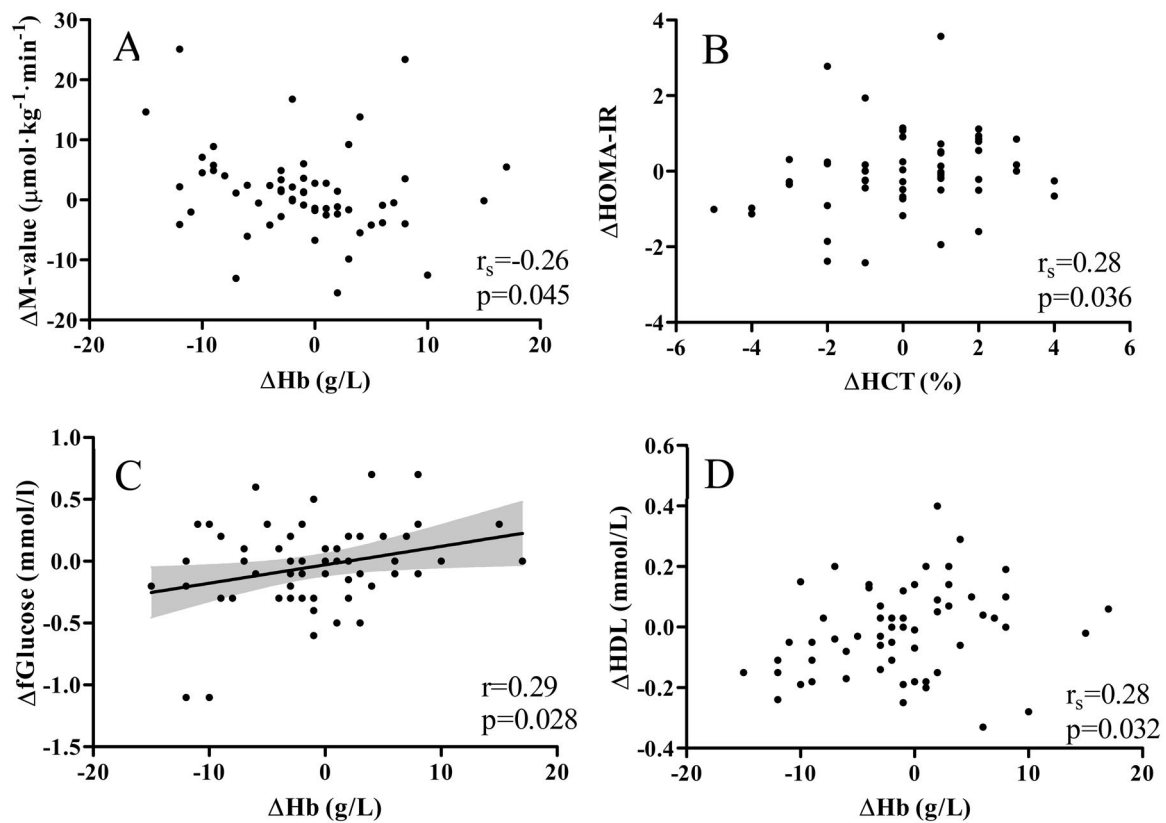 A
ΔM-value (μmol·kg⁻¹·min⁻¹)
30
20
10
0
-10
-20
-20
-10
0
10
20
ΔHb (g/L)
rₛ=-0.26
p=0.045
B
ΔHOMA-IR
4
2
0
-2
-4
-6
-4
-2
0
2
4
6
ΔHCT (%)
rₛ=0.28
p=0.036
C
ΔfGlucose (mmol/l)
1.0
0.5
0.0
-0.5
-1.0
-1.5
-20
-10
0
10
20
ΔHb (g/L)
r=0.29
p=0.028
D
ΔHDL (mmol/L)
0.6
0.4
0.2
0.0
-0.2
-0.4
-20
-10
0
10
20
ΔHb (g/L)
rₛ=0.28
p=0.032